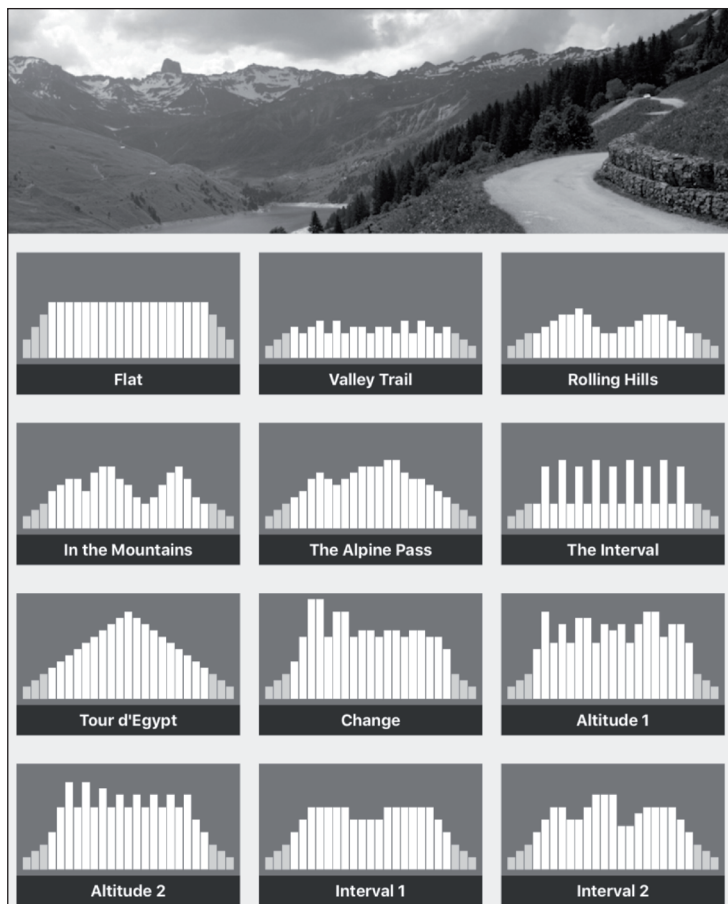 Flat
Valley Trail
Rolling Hills
In the Mountains
The Alpine Pass
The Interval
Tour d'Egypt
Change
Altitude 1
Altitude 2
Interval 1
Interval 2